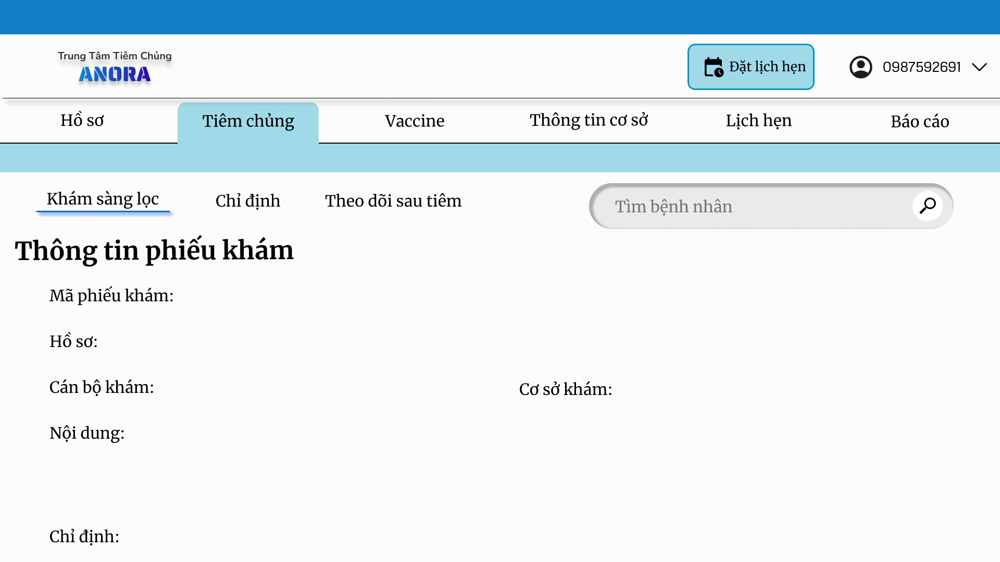 Trung Tâm Tiêm Chủng
ANORA
Đặt lịch hẹn
0987592691
Hồ sơ
Tiêm chủng
Vaccine
Thông tin cơ sở
Lịch hẹn
Báo cáo
Khám sàng lọc
Chỉ định
Theo dõi sau tiêm
Tìm bệnh nhân
Thông tin phiếu khám
Mã phiếu khám:
Hồ sơ:
Cán bộ khám:
Cơ sở khám:
Nội dung:
Chỉ định: